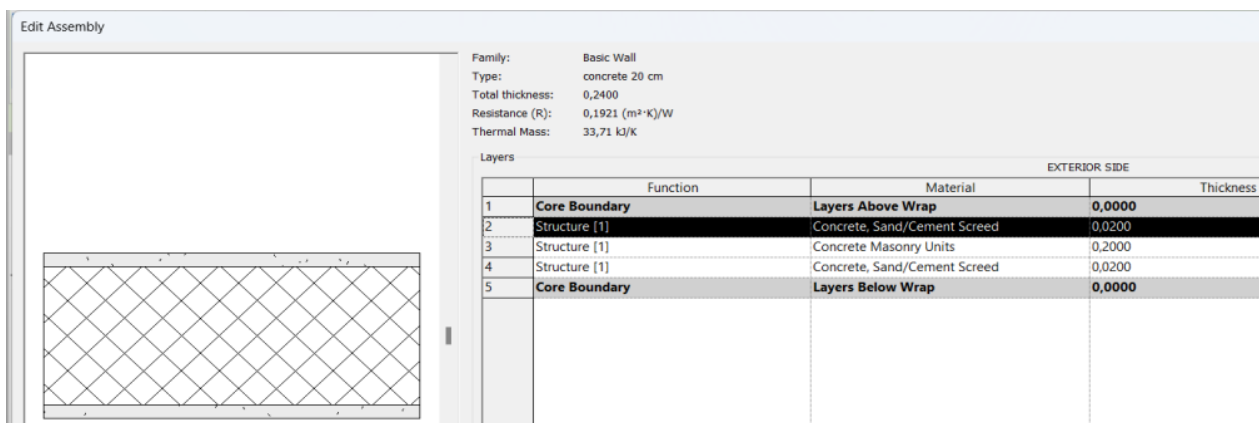 Edit Assembly
Family: Basic Wall
Type: concrete 20 cm
Total thickness: 0,2400
Resistance (R): 0,1921 (m²·K)/W
Thermal Mass: 33,71 kJ/K
Layers
EXTERIOR SIDE
Function Material Thickness
1 Core Boundary Layers Above Wrap 0,0000
2 Structure [1] Concrete, Sand/Cement Screed 0,0200
3 Structure [1] Concrete Masonry Units 0,2000
4 Structure [1] Concrete, Sand/Cement Screed 0,0200
5 Core Boundary Layers Below Wrap 0,0000